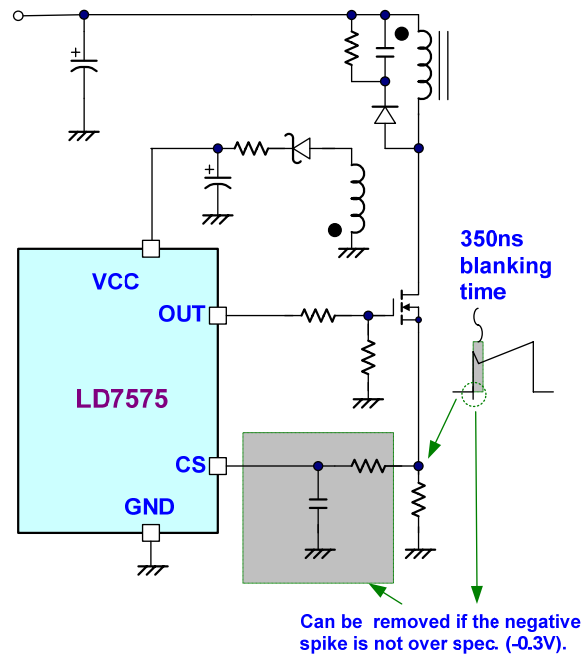 350ns
blanking
time
VCC
OUT
LD7575
CS
GND
+
+
Can be removed if the negative
spike is not over spec. (-0.3V).